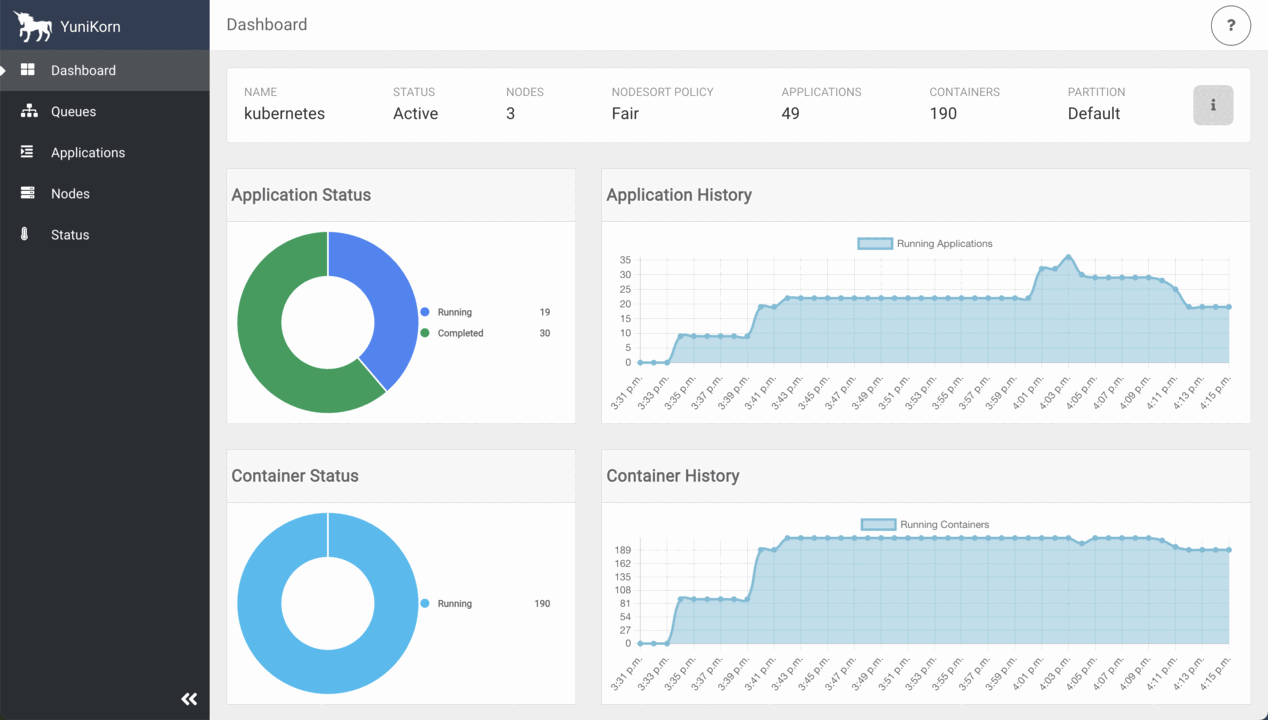 YuniKorn
Dashboard
Queues
Applications
Nodes
Status
Dashboard
?
NAME STATUS NODES NODESORT POLICY APPLICATIONS CONTAINERS PARTITION
kubernetes Active 3 Fair 49 190 Default
i
Application Status
Running 19
Completed 30
Application History
Running Applications
35
30
25
20
15
10
5
0
3:31 p.m. 3:33 p.m. 3:35 p.m. 3:37 p.m. 3:39 p.m. 3:41 p.m. 3:43 p.m. 3:45 p.m. 3:47 p.m. 3:49 p.m. 3:51 p.m. 3:53 p.m. 3:55 p.m. 3:57 p.m. 3:59 p.m. 4:01 p.m. 4:03 p.m. 4:05 p.m. 4:07 p.m. 4:09 p.m. 4:11 p.m. 4:13 p.m. 4:15 p.m.
Container Status
Running 190
Container History
Running Containers
189
162
135
108
81
54
27
0
3:31 p.m. 3:33 p.m. 3:35 p.m. 3:37 p.m. 3:39 p.m. 3:41 p.m. 3:43 p.m. 3:45 p.m. 3:47 p.m. 3:49 p.m. 3:51 p.m. 3:53 p.m. 3:55 p.m. 3:57 p.m. 3:59 p.m. 4:01 p.m. 4:03 p.m. 4:05 p.m. 4:07 p.m. 4:09 p.m. 4:11 p.m. 4:13 p.m. 4:15 p.m.